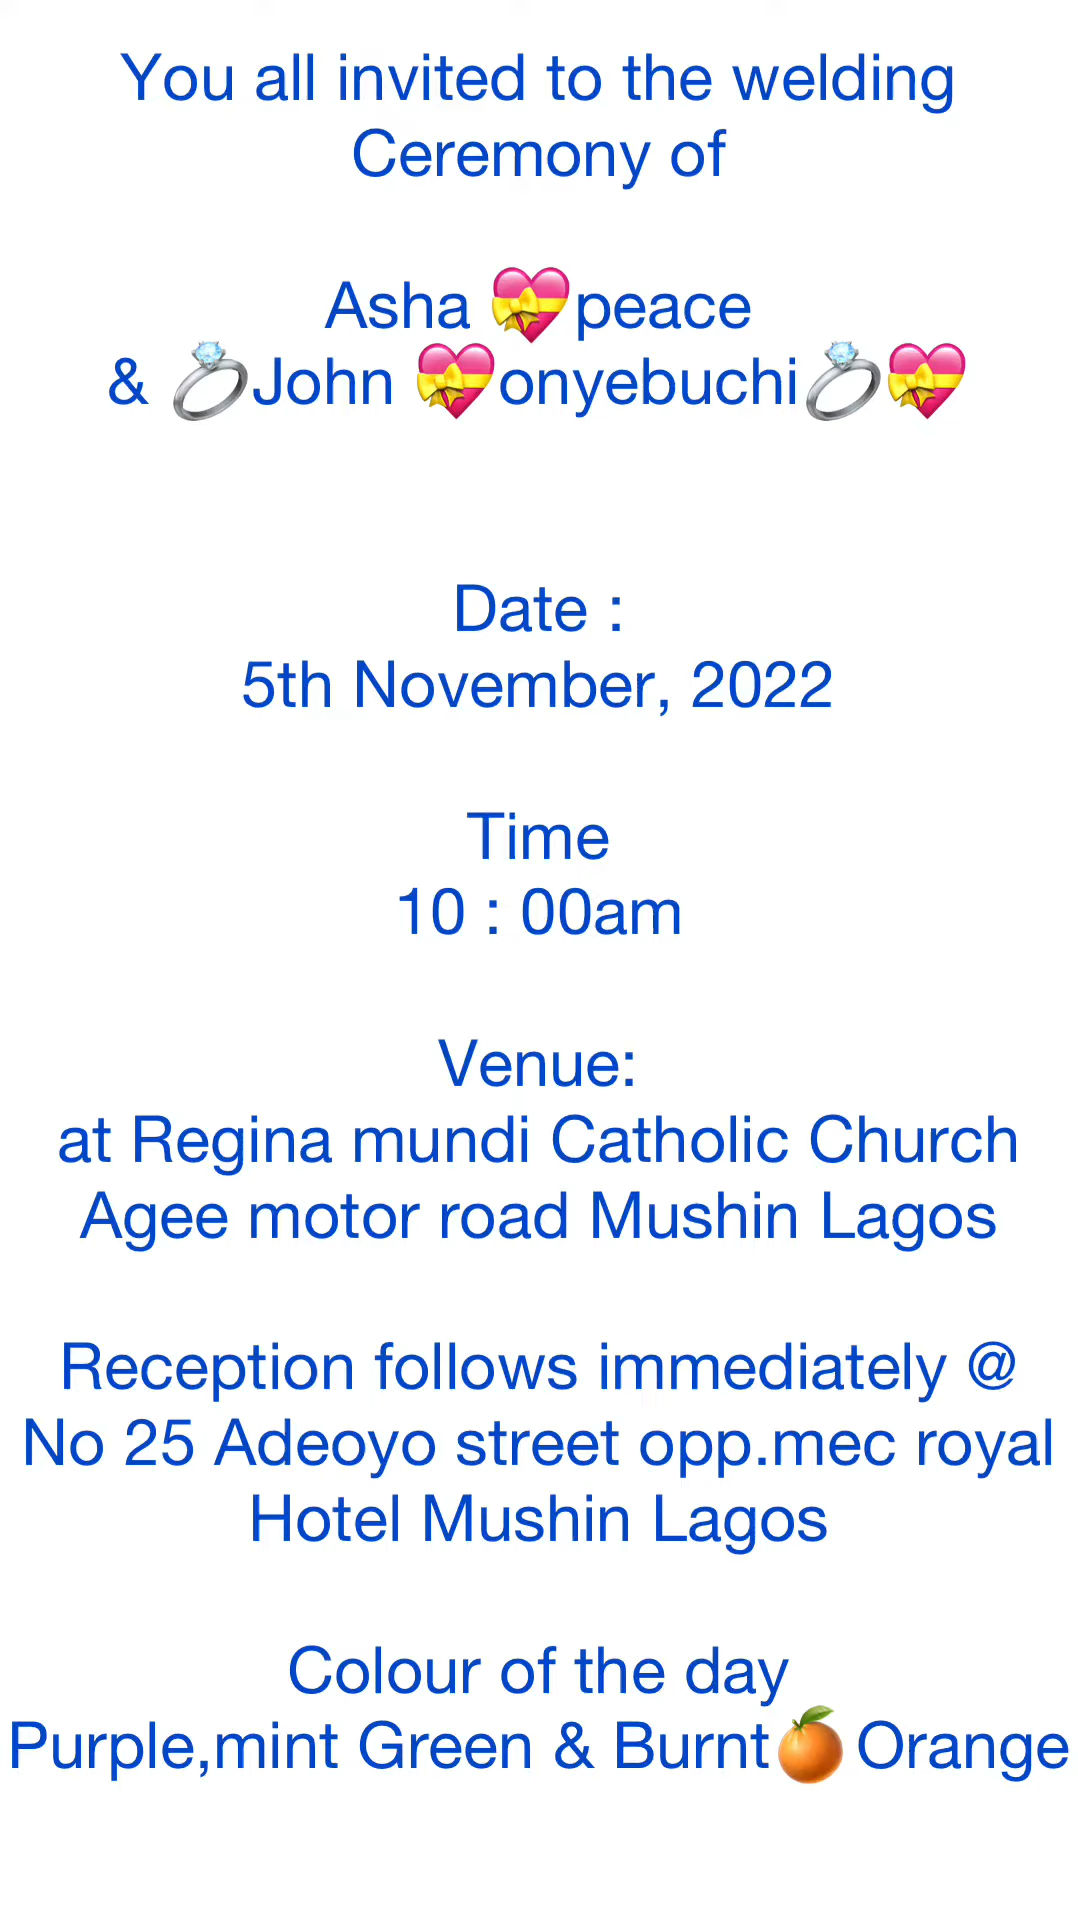 You all invited to the welding
Ceremony of
Asha 💝peace
& 💍John 💝onyebuchi💍💝
Date :
5th November, 2022
Time
10 : 00am
Venue:
at Regina mundi Catholic Church
Agee motor road Mushin Lagos
Reception follows immediately @
No 25 Adeoyo street opp.mec royal
Hotel Mushin Lagos
Colour of the day
Purple,mint Green & Burnt🍊Orange